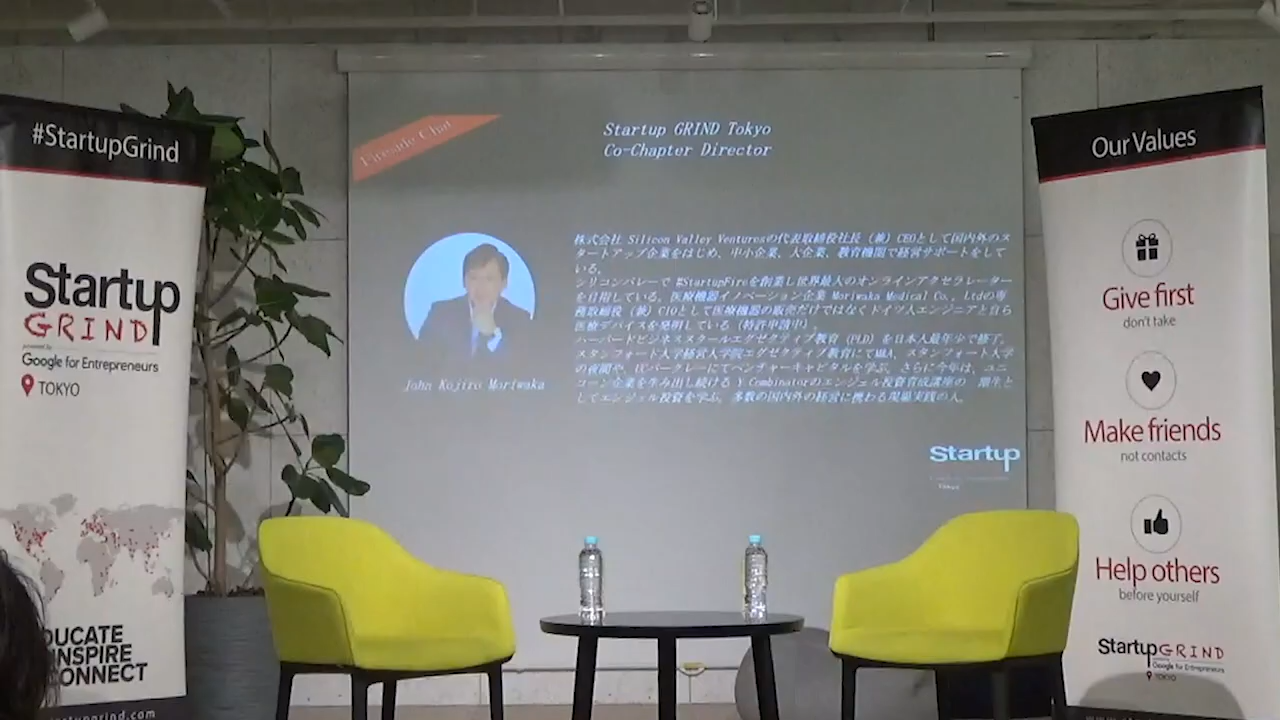 #StartupGrind
Startup
GRIND
powered by
Google for Entrepreneurs
TOKYO
DUCATE
INSPIRE
CONNECT
startupgrind.com
Fireside Chat
Startup GRIND Tokyo
Co-Chapter Director
John Kojiro Moriwaka
株式会社 Silicon Valley Venturesの代表取締役社長 (兼) CEOとして国内外のス
タートアップ企業をはじめ、中小企業、大企業、教育機関で経営サポートをして
いる。
シリコンバレーで #StartupFireを創業し世界最大のオンラインアクセラレーター
を目指している。医療機器イノベーション企業 Moriwaka Medical Co., Ltdの専
務取締役 (兼) CIOとして医療機器の販売だけではなくドイツ人エンジニアと自ら
医療デバイスを発明している (特許申請中)。
ハーバードビジネススクールエグゼクティブ教育 (PLD) を日本人最年少で修了。
スタンフォード大学経営大学院エグゼクティブ教育にてM&A、スタンフォード大学
の夜間や、UCバークレーにてベンチャーキャピタルを学ぶ。さらに今年は、ユニ
コーン企業を生み出し続ける Y Combinatorのエンジェル投資育成講座の 期生と
してエンジェル投資を学ぶ。多数の国内外の経営に携わる現場実践の人。
Startup
Our Values
Give first
don't take
Make friends
not contacts
Help others
before yourself
StartupGRIND
Google for Entrepreneurs
TOKYO